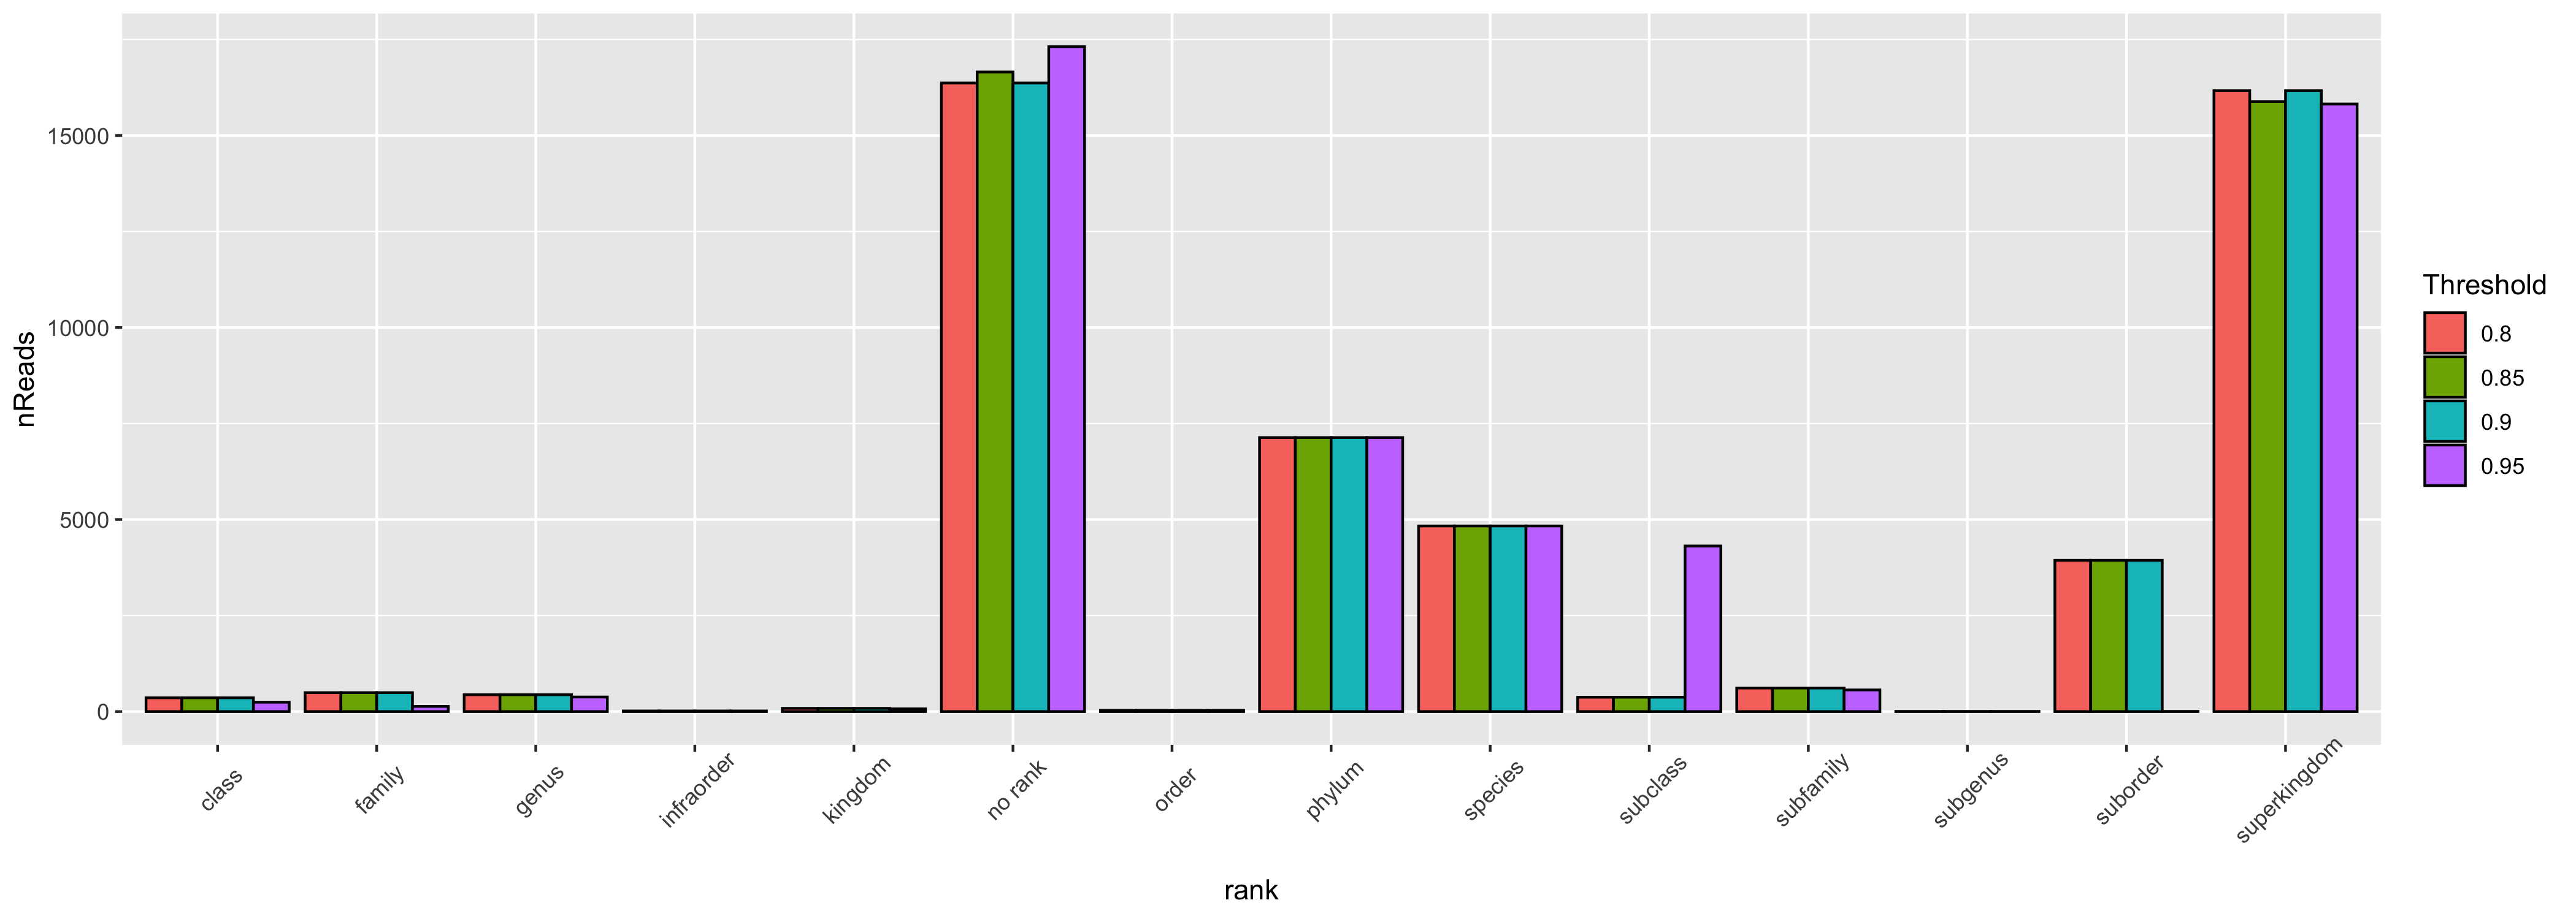 15000
10000
5000
0
nReads
class
family
genus
infraorder
kingdom
no rank
order
phylum
species
subclass
subfamily
subgenus
suborder
superkingdom
rank
Threshold
0.8
0.85
0.9
0.95